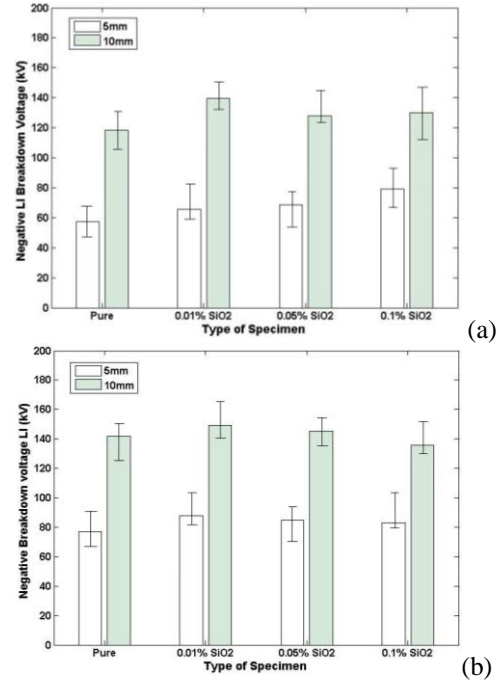 200
180
160
140
120
100
80
60
40
20
0
Negative LI Breakdown Voltage (kV)
5mm
10mm
Pure
0.01% SiO2
0.05% SiO2
0.1% SiO2
Type of Specimen
(a)
200
180
160
140
120
100
80
60
40
20
0
Negative Breakdown voltage LI (kV)
5mm
10mm
Pure
0.01% SiO2
0.05% SiO2
0.1% SiO2
Type of Specimen
(b)